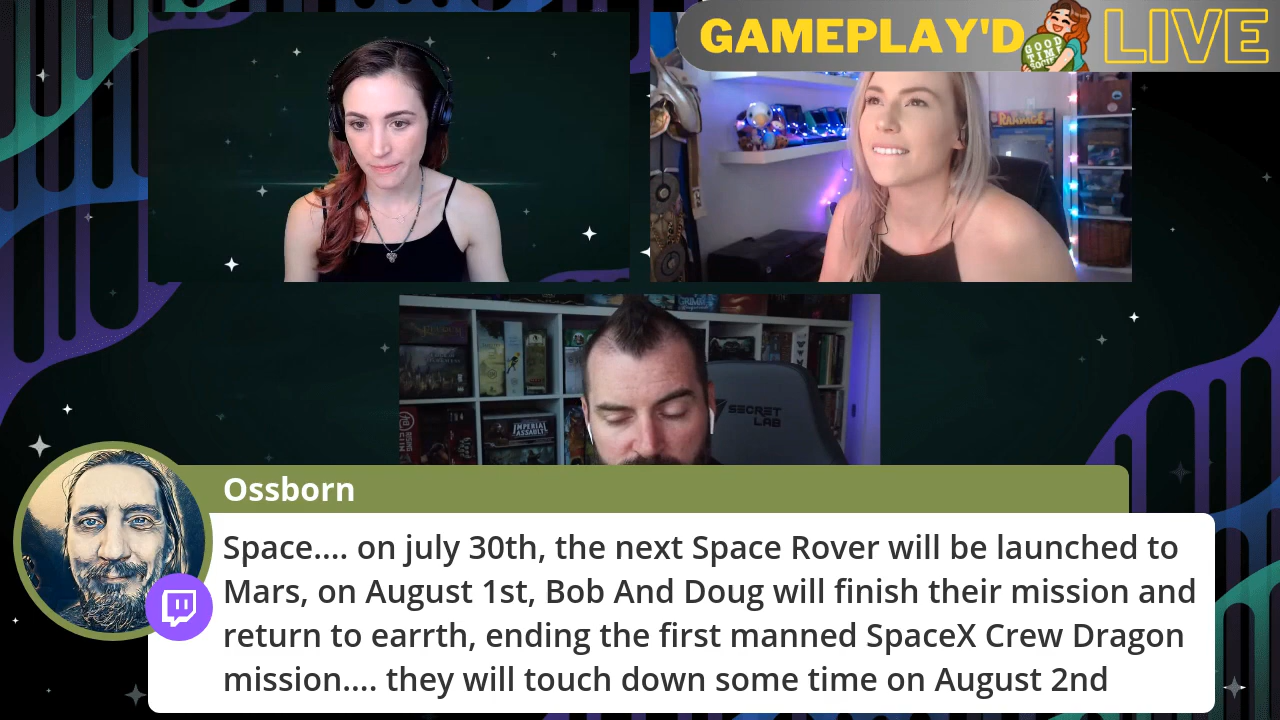 GAMEPLAY'D
LIVE
GOOD
TIME
SOCIETY
RAMPAGE
SECRET
LAB
IMPERIAL
ASSAULT
Ossborn
Space.... on july 30th, the next Space Rover will be launched to
Mars, on August 1st, Bob And Doug will finish their mission and
return to earrth, ending the first manned SpaceX Crew Dragon
mission.... they will touch down some time on August 2nd